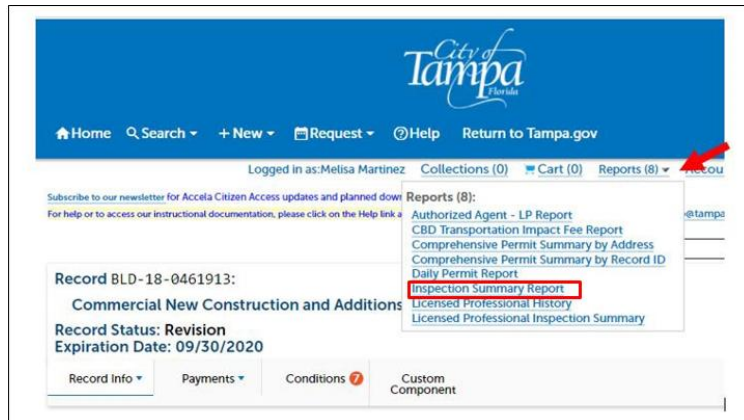 City of
Tampa
Florida
Home Search + New Request Help Return to Tampa.gov
Logged in as:Melisa Martinez Collections (0) Cart (0) Reports (8) Accou
Subscribe to our newsletter for Accela Citizen Access updates and planned down
For help or to access our instructional documentation, please click on the Help link a
@tampa
Reports (8):
Authorized Agent - LP Report
CBD Transportation Impact Fee Report
Comprehensive Permit Summary by Address
Comprehensive Permit Summary by Record ID
Daily Permit Report
Inspection Summary Report
Licensed Professional History
Licensed Professional Inspection Summary
Record BLD-18-0461913:
Commercial New Construction and Additions
Record Status: Revision
Expiration Date: 09/30/2020
Record Info Payments Conditions 7 Custom
Component